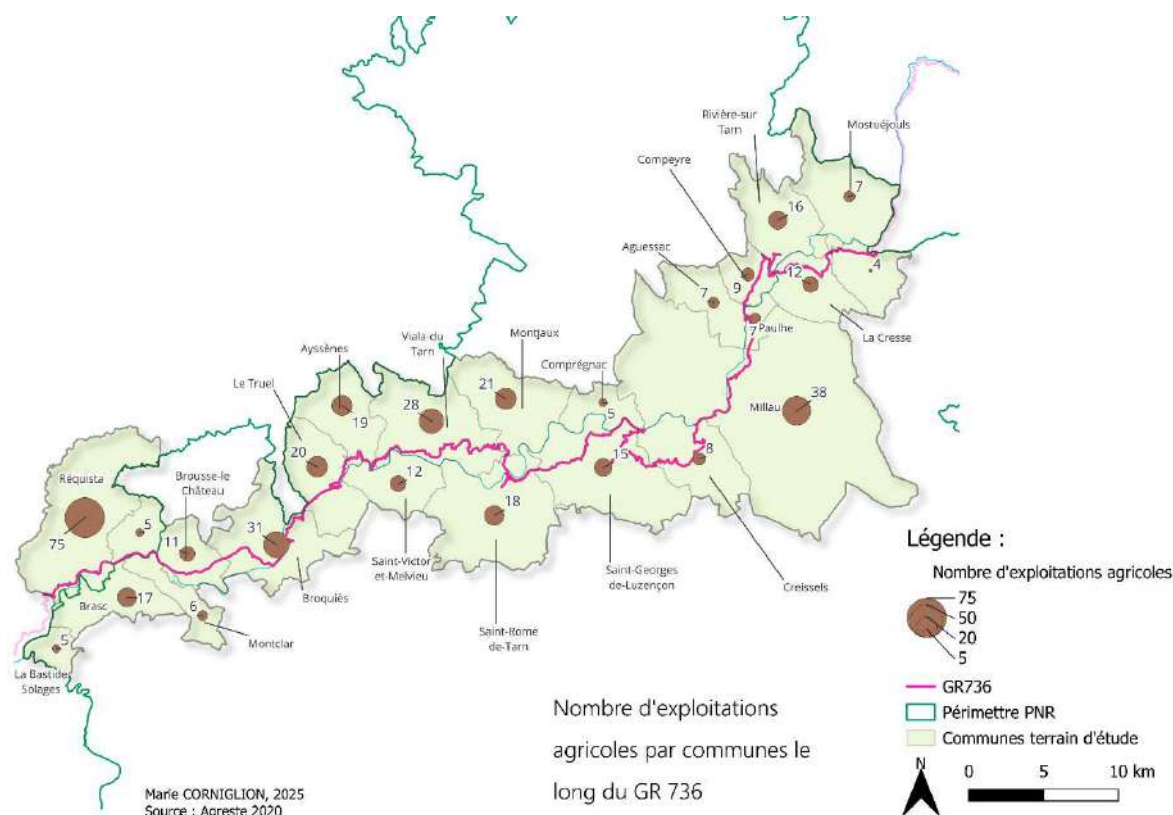 Rivière-sur
Tarn
Mostuéjouls
Compeyre
7
16
Aguessac
4
12
9
7
La Cresse
Paulhe
7
Viala-du
Tarn
Montjaux
Ayssènes
Comprégnac
Le Truel
21
5
38
Millau
28
19
20
15
8
Réquista
Brousse-le
Château
12
18
75
5
31
11
Saint-Victor
et-Melvieu
Saint-Georges
de-Luzençon
Creissels
Broquiès
Brasc
17
6
Saint-Rome
de-Tarn
Montclar
5
La Bastide
Solages
Légende :
Nombre d'exploitations agricoles
75
50
20
5
GR736
Périmettre PNR
Communes terrain d'étude
N
0 5 10 km
Nombre d'exploitations
agricoles par communes le
long du GR 736
Marie CORNIGLION, 2025
Source : Agreste 2020